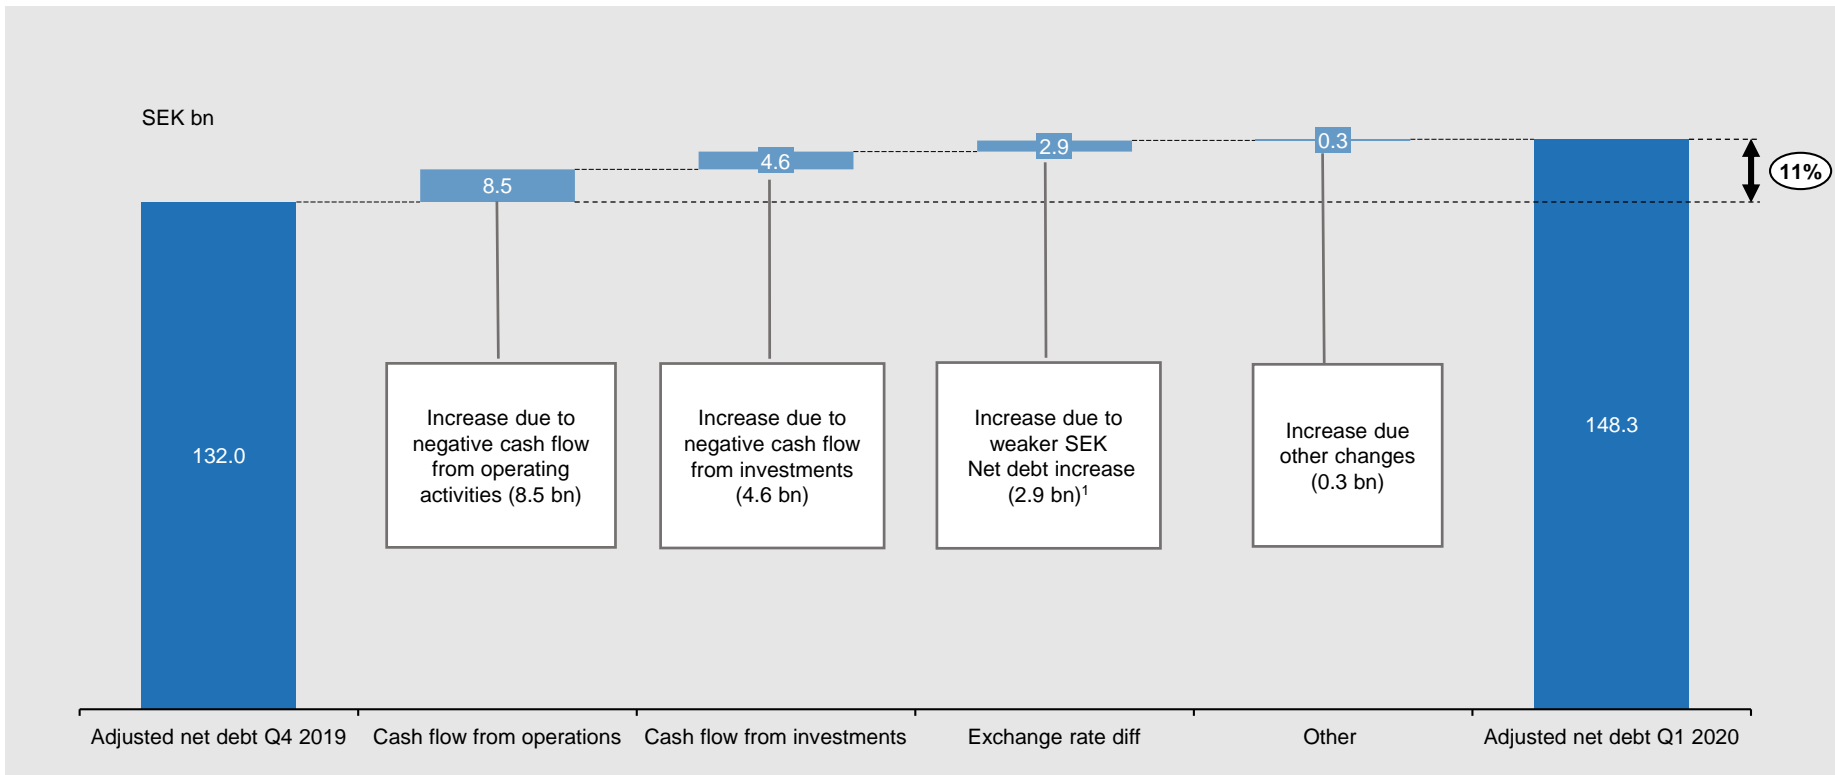 SEK bn
132.0
8.5
4.6
2.9
0.3
148.3
11%
Increase due to
negative cash flow
from operating
activities (8.5 bn)
Increase due to
negative cash flow
from investments
(4.6 bn)
Increase due to
weaker SEK
Net debt increase
(2.9 bn)¹
Increase due
other changes
(0.3 bn)
Adjusted net debt Q4 2019
Cash flow from operations
Cash flow from investments
Exchange rate diff
Other
Adjusted net debt Q1 2020